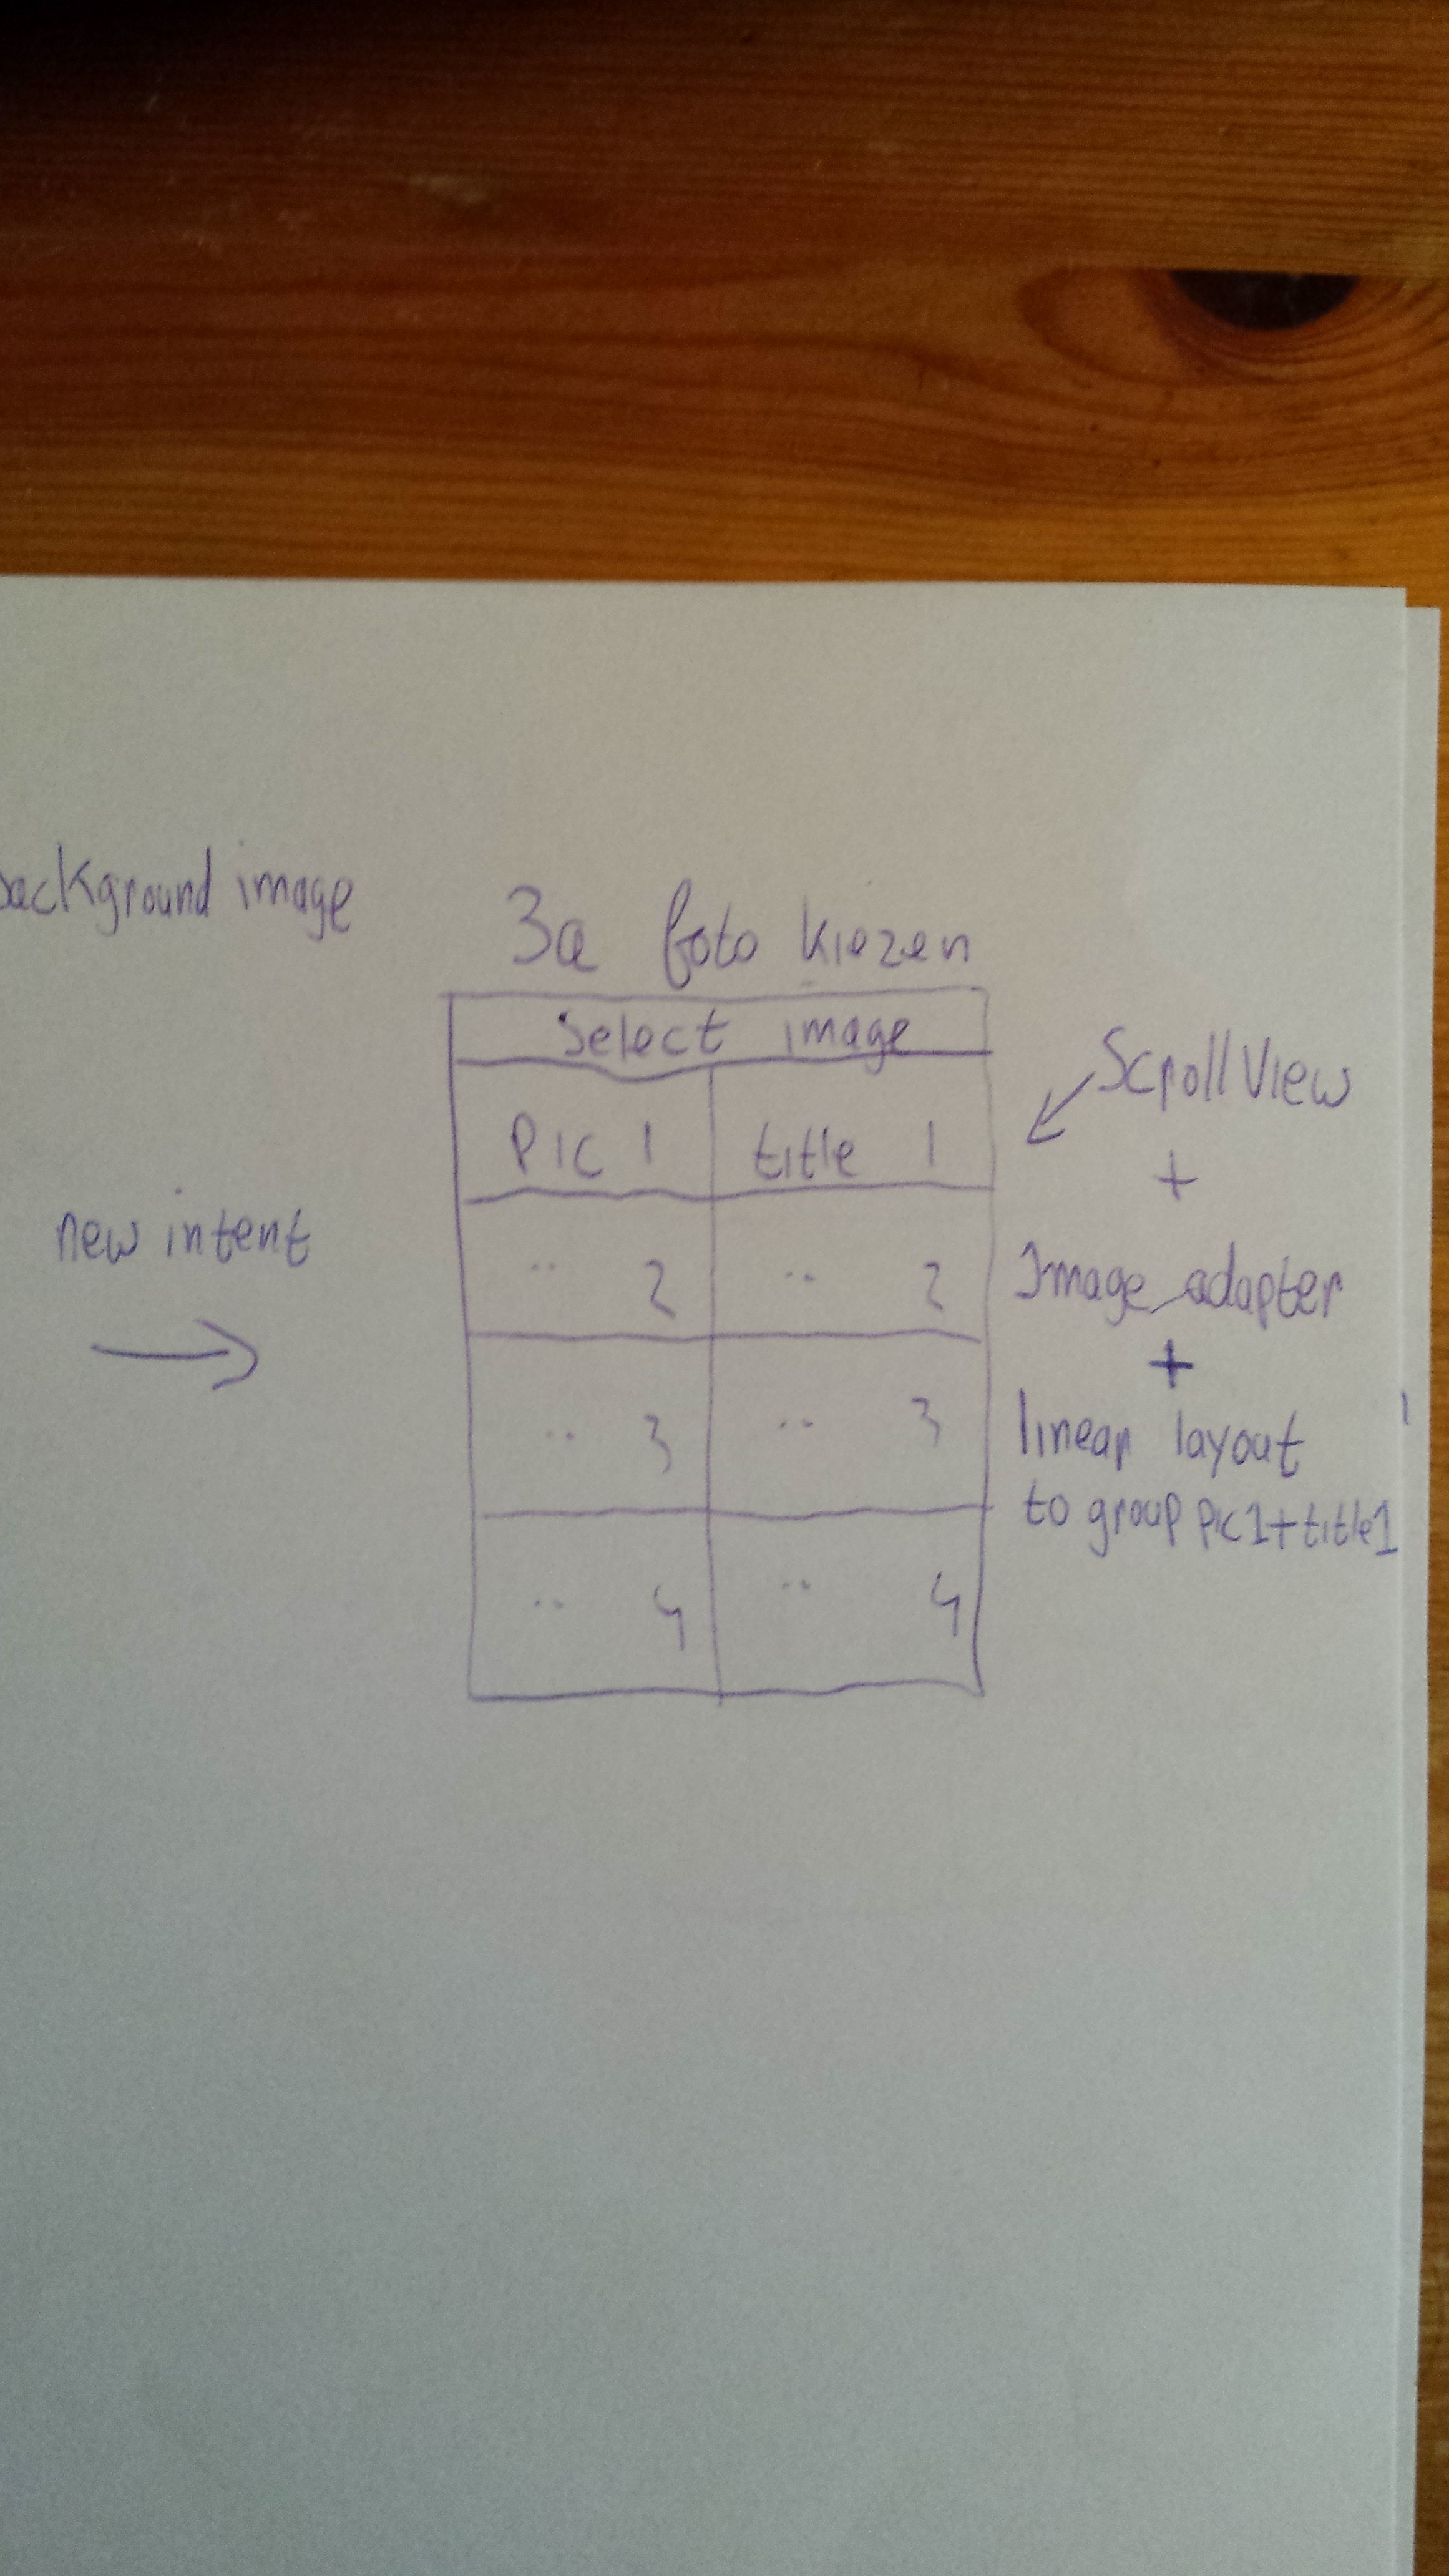 background image
3a foto kiezen
Select image
Pic 1 title 1
.. 2 .. 2
.. 3 .. 3
.. 4 .. 4
new intent
ScrollView
+
Image adapter
+
linear layout
to group pic1+title1